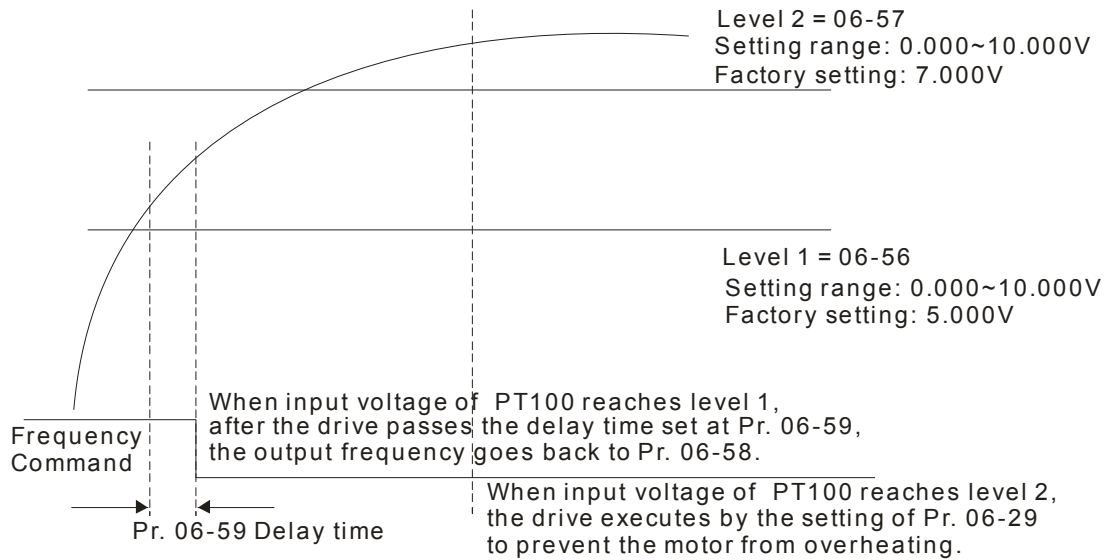 Level 2 = 06-57
Setting range: 0.000~10.000V
Factory setting: 7.000V
Level 1 = 06-56
Setting range: 0.000~10.000V
Factory setting: 5.000V
When input voltage of PT100 reaches level 1,
after the drive passes the delay time set at Pr. 06-59,
the output frequency goes back to Pr. 06-58.
Frequency
Command
When input voltage of PT100 reaches level 2,
the drive executes by the setting of Pr. 06-29
to prevent the motor from overheating.
Pr. 06-59 Delay time